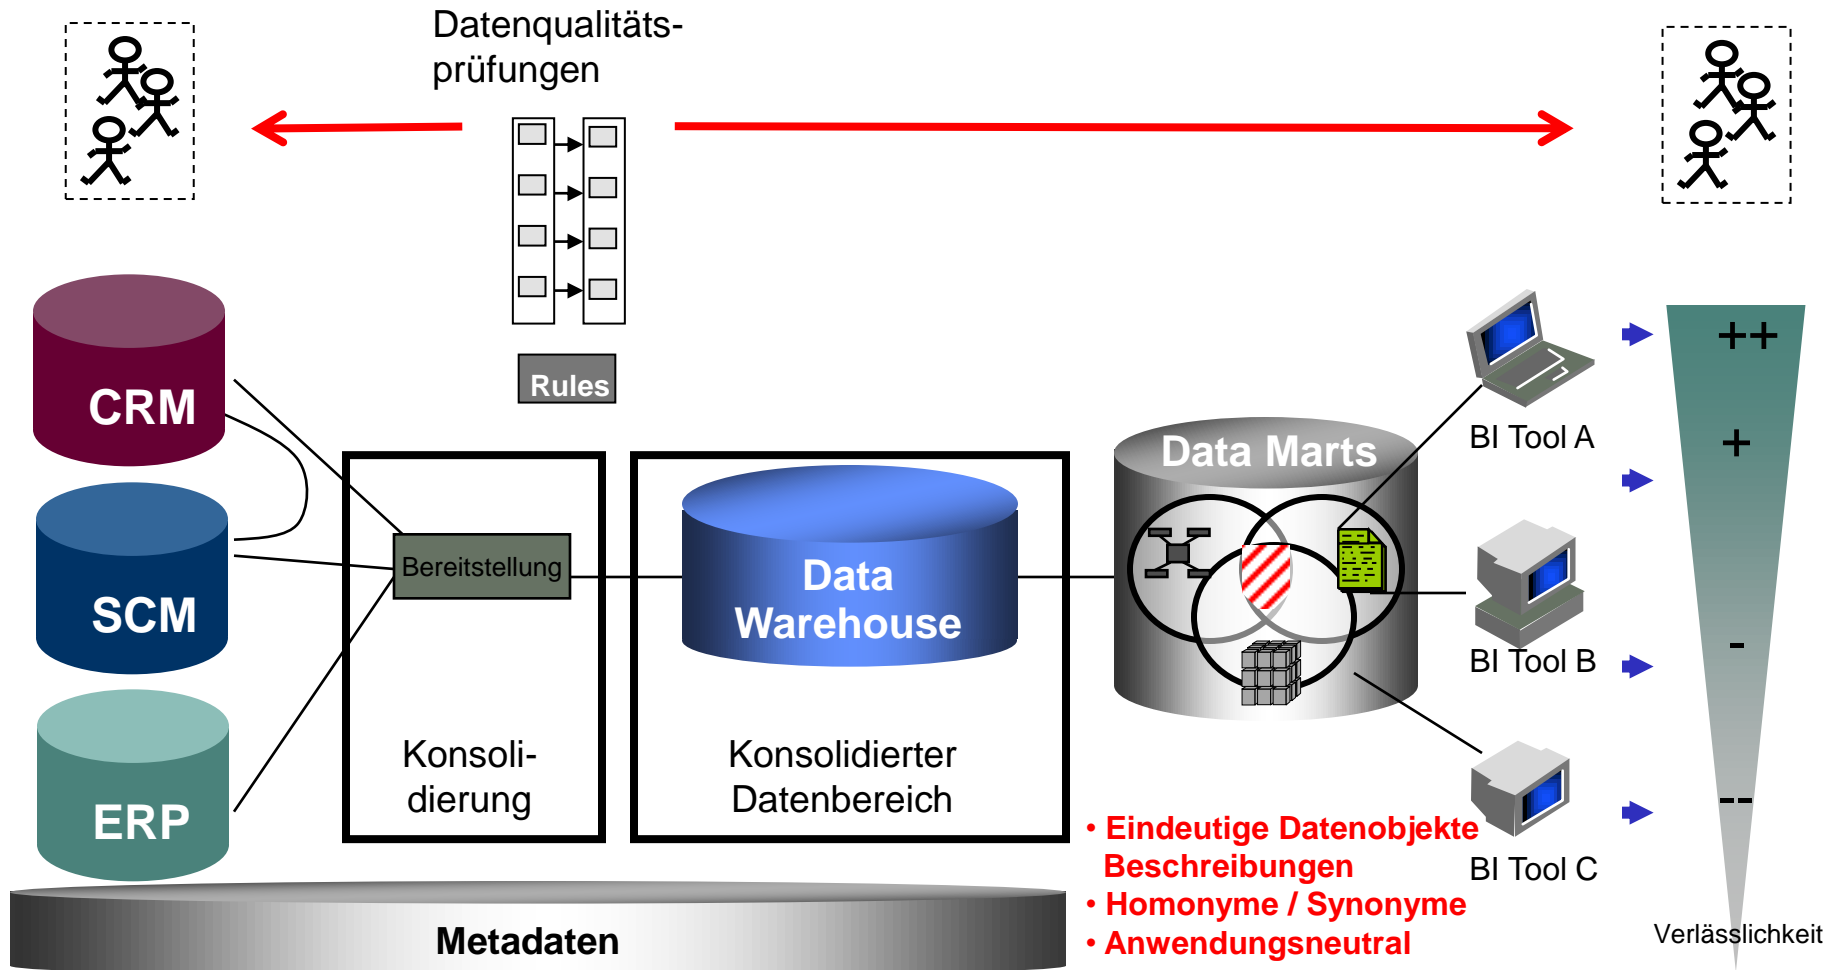 Datenqualitäts-
prüfungen
Rules
CRM
SCM
ERP
Bereitstellung
Konsoli-
dierung
Data
Warehouse
Konsolidierter
Datenbereich
Data Marts
BI Tool A
BI Tool B
BI Tool C
++
+
-
--
Verlässlichkeit
• Eindeutige Datenobjekte
Beschreibungen
• Homonyme / Synonyme
• Anwendungsneutral
Metadaten